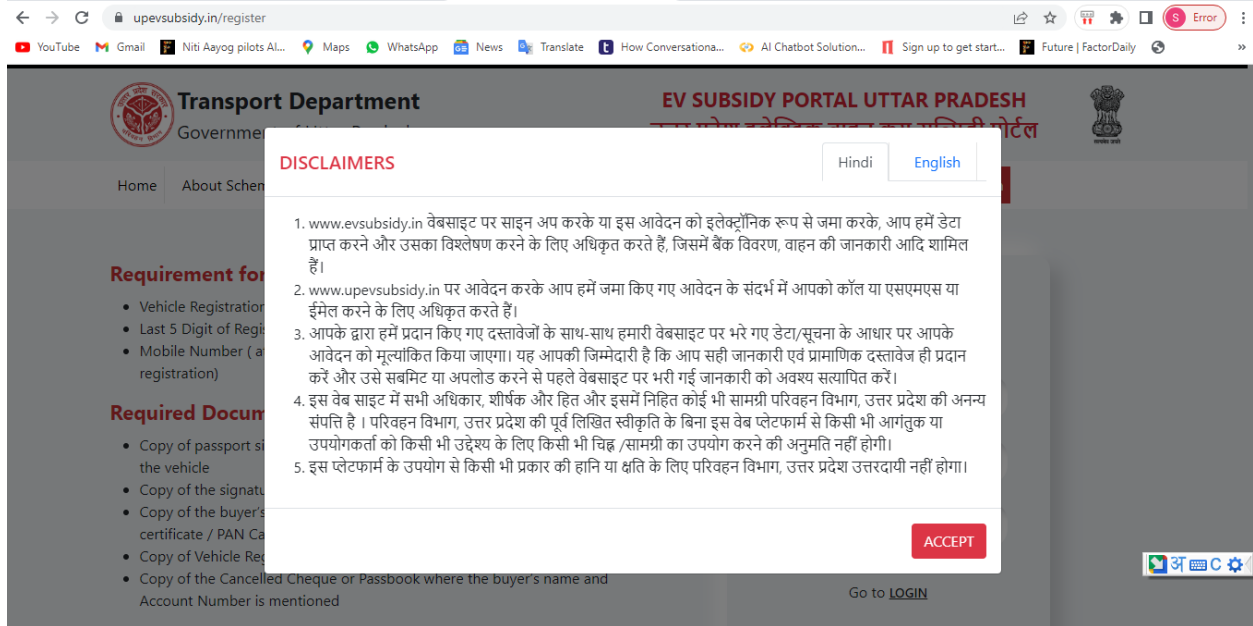 upevsubsidy.in/register
Error
YouTube Gmail Niti Aayog pilots Al... Maps WhatsApp News Translate How Conversationa... AI Chatbot Solution... Sign up to get start... Future | FactorDaily »
Transport Department
EV SUBSIDY PORTAL UTTAR PRADESH
DISCLAIMERS
Hindi English
Home About Schem
1. www.evsubsidy.in वेबसाइट पर साइन अप करके या इस आवेदन को इलेक्ट्रॉनिक रूप से जमा करके, आप हमें डेटा
प्राप्त करने और उसका विश्लेषण करने के लिए अधिकृत करते हैं, जिसमें बैंक विवरण, वाहन की जानकारी आदि शामिल
हैं।
2. www.upevsubsidy.in पर आवेदन करके आप हमें जमा किए गए आवेदन के संदर्भ में आपको कॉल या एसएमएस या
ईमेल करने के लिए अधिकृत करते हैं।
3. आपके द्वारा हमें प्रदान किए गए दस्तावेजों के साथ-साथ हमारी वेबसाइट पर भरे गए डेटा/सूचना के आधार पर आपके
आवेदन को मूल्यांकित किया जाएगा। यह आपकी जिम्मेदारी है कि आप सही जानकारी एवं प्रामाणिक दस्तावेज ही प्रदान
करें और उसे सबमिट या अपलोड करने से पहले वेबसाइट पर भरी गई जानकारी को अवश्य सत्यापित करें।
4. इस वेब साइट में सभी अधिकार, शीर्षक और हित और इसमें निहित कोई भी सामग्री परिवहन विभाग, उत्तर प्रदेश की अनन्य
संपत्ति है । परिवहन विभाग, उत्तर प्रदेश की पूर्व लिखित स्वीकृति के बिना इस वेब प्लेटफार्म से किसी भी आगंतुक या
उपयोगकर्ता को किसी भी उद्देश्य के लिए किसी भी चिह्न /सामग्री का उपयोग करने की अनुमति नहीं होगी।
5. इस प्लेटफार्म के उपयोग से किसी भी प्रकार की हानि या क्षति के लिए परिवहन विभाग, उत्तर प्रदेश उत्तरदायी नहीं होगा।
ACCEPT
Requirement for
• Vehicle Registration
• Last 5 Digit of Regis
• Mobile Number ( a
registration)
Required Docum
• Copy of passport si
the vehicle
• Copy of the signatu
• Copy of the buyer's
certificate / PAN Ca
• Copy of Vehicle Reg
• Copy of the Cancelled Cheque or Passbook where the buyer's name and
Account Number is mentioned
Go to LOGIN
अ C